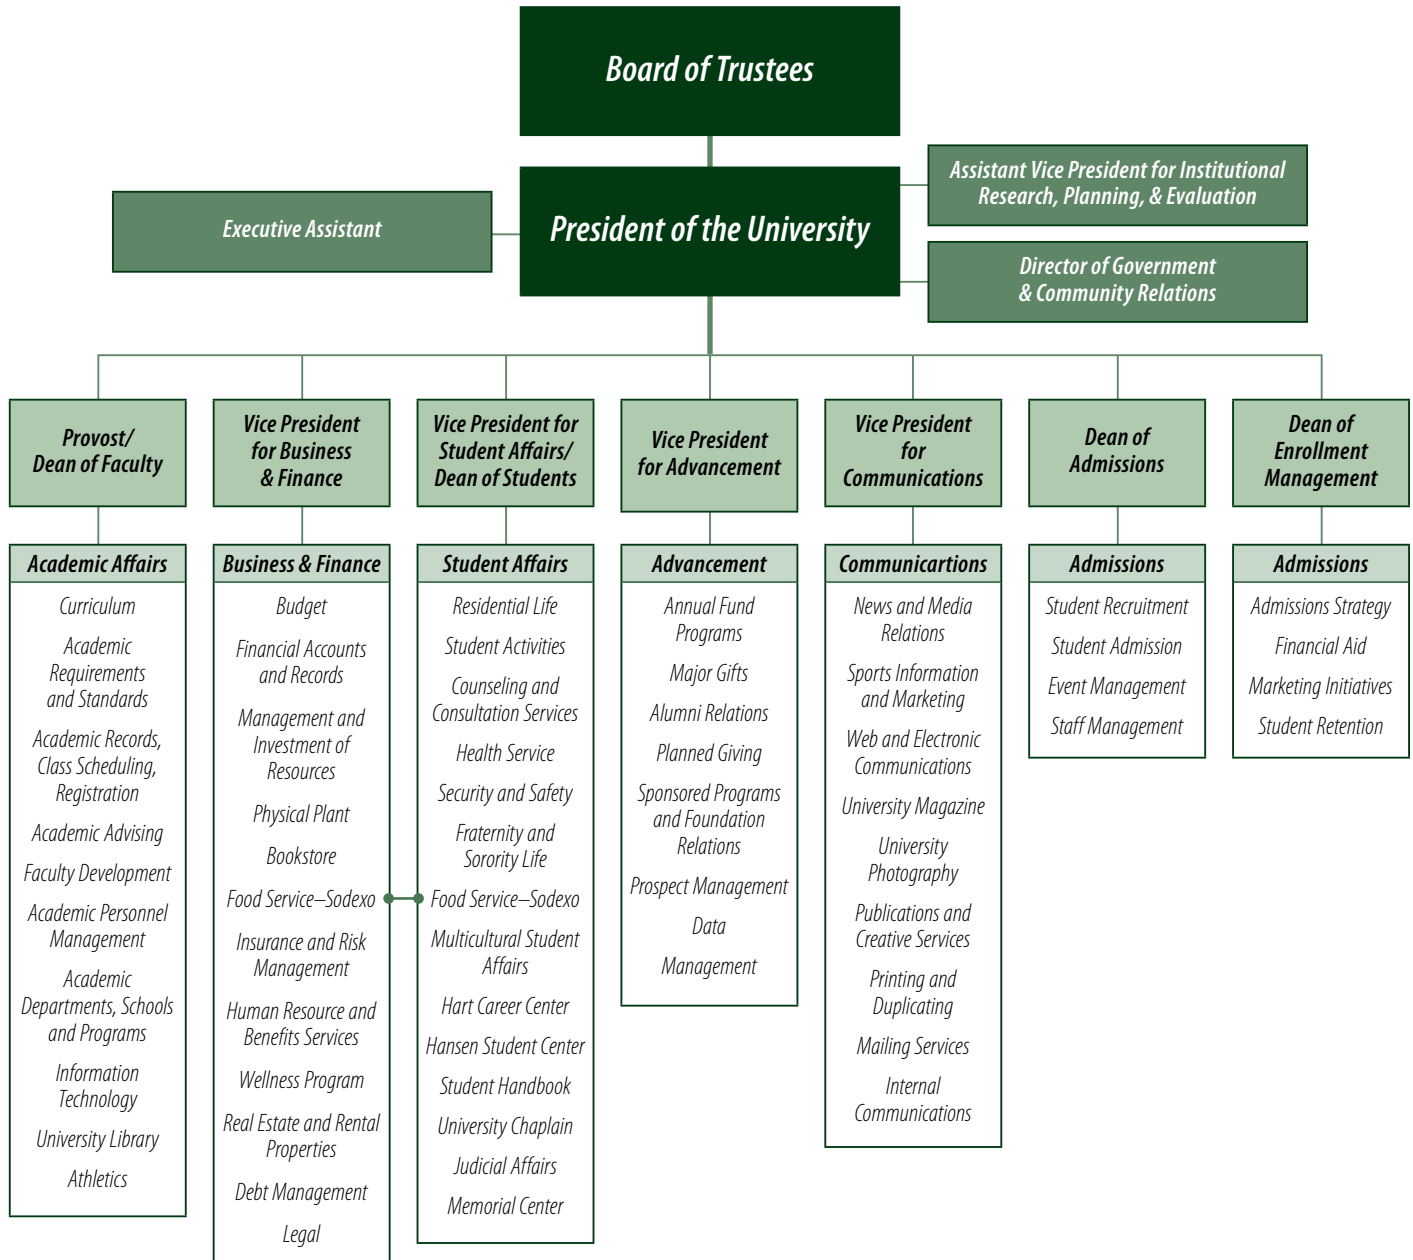 Board of Trustees
Assistant Vice President for Institutional
Research, Planning, & Evaluation
Executive Assistant
President of the University
Director of Government
& Community Relations
Provost/
Dean of Faculty
Vice President
for Business
& Finance
Vice President for
Student Affairs/
Dean of Students
Vice President
for Advancement
Vice President
for
Communications
Dean of
Admissions
Dean of
Enrollment
Management
Academic Affairs
Curriculum
Academic
Requirements
and Standards
Academic Records,
Class Scheduling,
Registration
Academic Advising
Faculty Development
Academic Personnel
Management
Academic
Departments, Schools
and Programs
Information
Technology
University Library
Athletics
Business & Finance
Budget
Financial Accounts
and Records
Management and
Investment of
Resources
Physical Plant
Bookstore
Food Service–Sodexo
Insurance and Risk
Management
Human Resource and
Benefits Services
Wellness Program
Real Estate and Rental
Properties
Debt Management
Legal
Student Affairs
Residential Life
Student Activities
Counseling and
Consultation Services
Health Service
Security and Safety
Fraternity and
Sorority Life
Food Service–Sodexo
Multicultural Student
Affairs
Hart Career Center
Hansen Student Center
Student Handbook
University Chaplain
Judicial Affairs
Memorial Center
Advancement
Annual Fund
Programs
Major Gifts
Alumni Relations
Planned Giving
Sponsored Programs
and Foundation
Relations
Prospect Management
Data
Management
Communicartions
News and Media
Relations
Sports Information
and Marketing
Web and Electronic
Communications
University Magazine
University
Photography
Publications and
Creative Services
Printing and
Duplicating
Mailing Services
Internal
Communications
Admissions
Student Recruitment
Student Admission
Event Management
Staff Management
Admissions
Admissions Strategy
Financial Aid
Marketing Initiatives
Student Retention